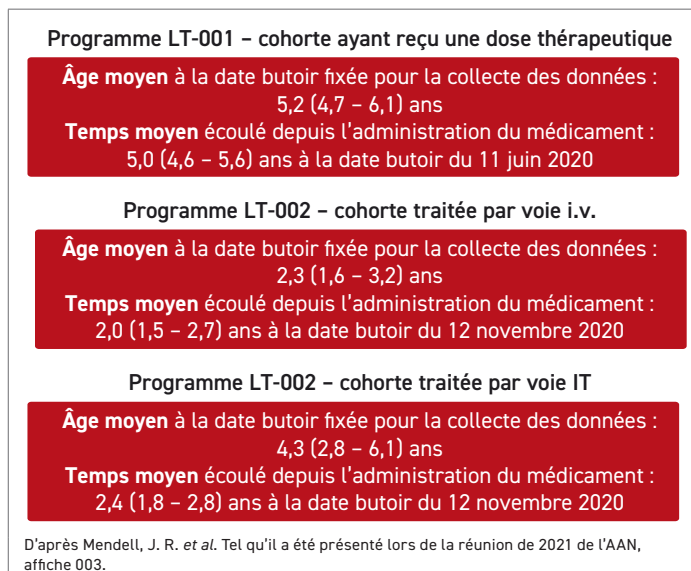 Programme LT-001 – cohorte ayant reçu une dose thérapeutique
Âge moyen à la date butoir fixée pour la collecte des données :
5,2 (4,7 – 6,1) ans
Temps moyen écoulé depuis l'administration du médicament :
5,0 (4,6 – 5,6) ans à la date butoir du 11 juin 2020
Programme LT-002 – cohorte traitée par voie i.v.
Âge moyen à la date butoir fixée pour la collecte des données :
2,3 (1,6 – 3,2) ans
Temps moyen écoulé depuis l'administration du médicament :
2,0 (1,5 – 2,7) ans à la date butoir du 12 novembre 2020
Programme LT-002 – cohorte traitée par voie IT
Âge moyen à la date butoir fixée pour la collecte des données :
4,3 (2,8 – 6,1) ans
Temps moyen écoulé depuis l'administration du médicament :
2,4 (1,8 – 2,8) ans à la date butoir du 12 novembre 2020
D'après Mendell, J. R. et al. Tel qu'il a été présenté lors de la réunion de 2021 de l'AAN,
affiche 003.